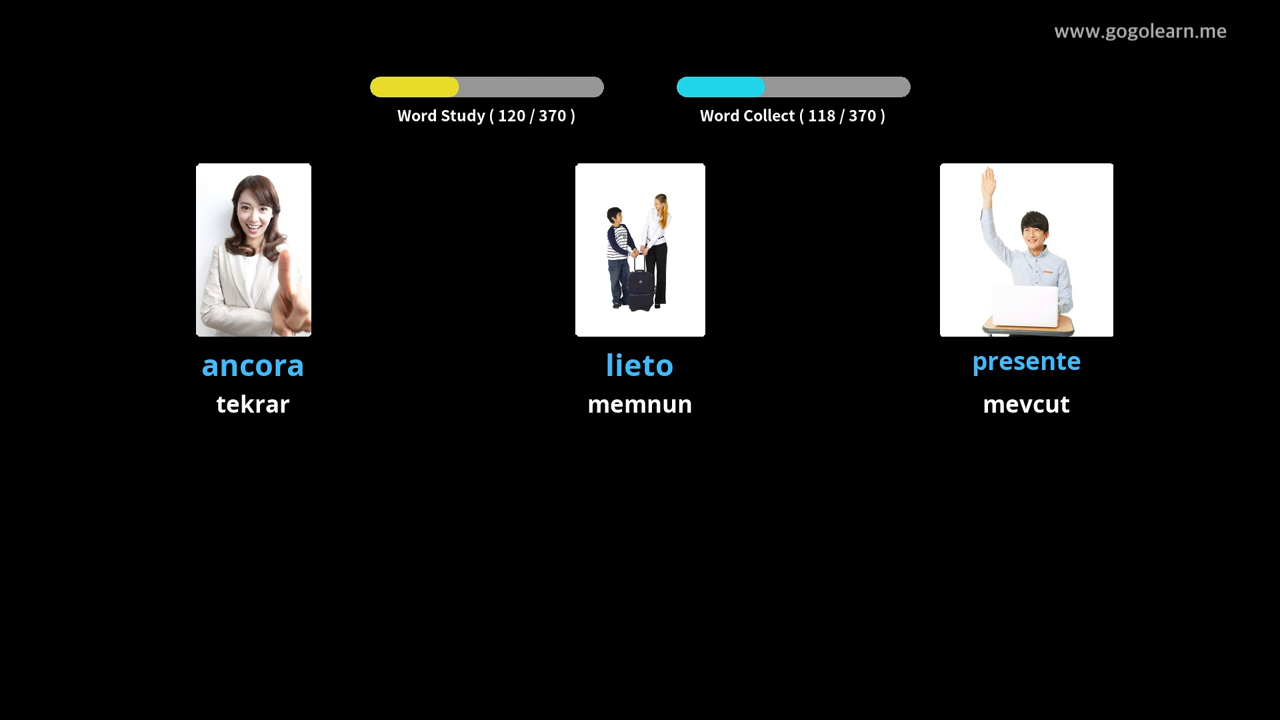 www.gogolearn.me
Word Study ( 120 / 370 )
Word Collect ( 118 / 370 )
ancora
tekrar
lieto
memnun
presente
mevcut